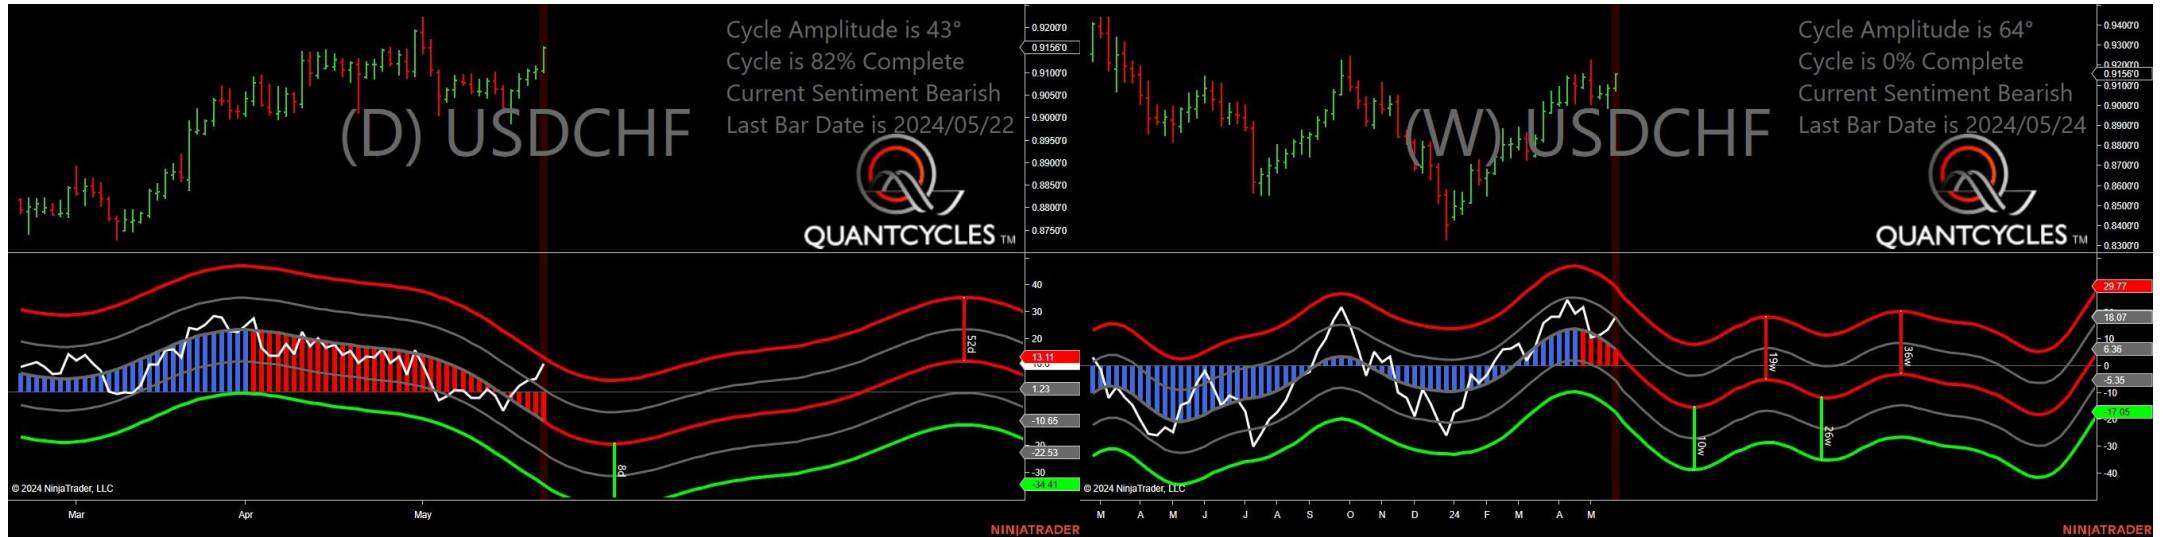 Cycle Amplitude is 43°
Cycle is 82% Complete
Current Sentiment Bearish
Last Bar Date is 2024/05/22
(D) USDCHF
QUANTCYCLES TM
0.9200'0
0.9156'0
0.9100'0
0.9050'0
0.9000'0
0.8950'0
0.8900'0
0.8850'0
0.8800'0
0.8750'0
40
30
20
13.11
1.23
-10.65
-22.53
-30
-34.41
52d
8d
© 2024 NinjaTrader, LLC
Mar Apr May
NINJATRADER
Cycle Amplitude is 64°
Cycle is 0% Complete
Current Sentiment Bearish
Last Bar Date is 2024/05/24
(W) USDCHF
QUANTCYCLES TM
0.9400'0
0.9300'0
0.9200'0
0.9156'0
0.9100'0
0.9000'0
0.8900'0
0.8800'0
0.8700'0
0.8600'0
0.8500'0
0.8400'0
0.8300'0
29.77
18.07
10
6.36
0
-5.35
-10
-17.05
-20
-30
-40
19w
36w
10w
26w
© 2024 NinjaTrader, LLC
M A M J J A S O N D 24 F M A M
NINJATRADER